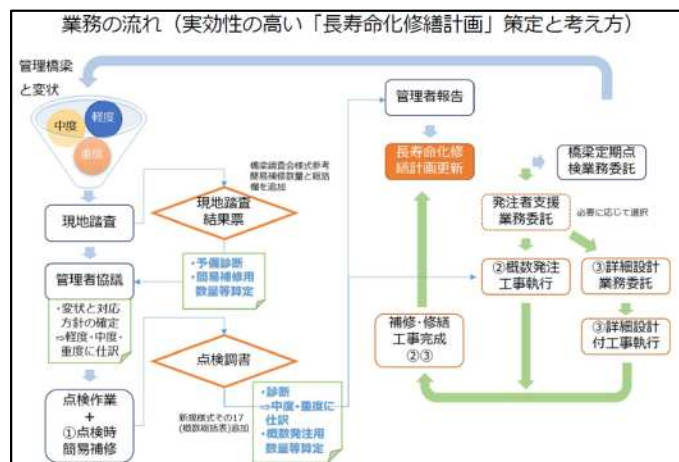 業務の流れ（実効性の高い「長寿命化修繕計画」策定と考え方）
管理橋梁
と変状
中度
軽度
重度
現地踏査
橋梁調査会様式参考
簡易補修数量と総括
欄を追加
現地踏査
結果票
・予備診断
・簡易補修用
数量等算定
管理者協議
・変状と対応
方針の確定
⇨軽度・中度・
重度に仕訳
点検調書
点検作業
+
①点検時
簡易補修
新規様式その17
(概数総括表)追加
・診断
⇨中度・重度に
仕訳
・概数発注用
数量等算定
管理者報告
長寿命化修
繕計画更新
橋梁定期点
検業務委託
発注者支援
業務委託
必要に応じて選択
②概数発注
工事執行
③詳細設計
業務委託
補修・修繕
工事完成
②③
③詳細設計
付工事執行